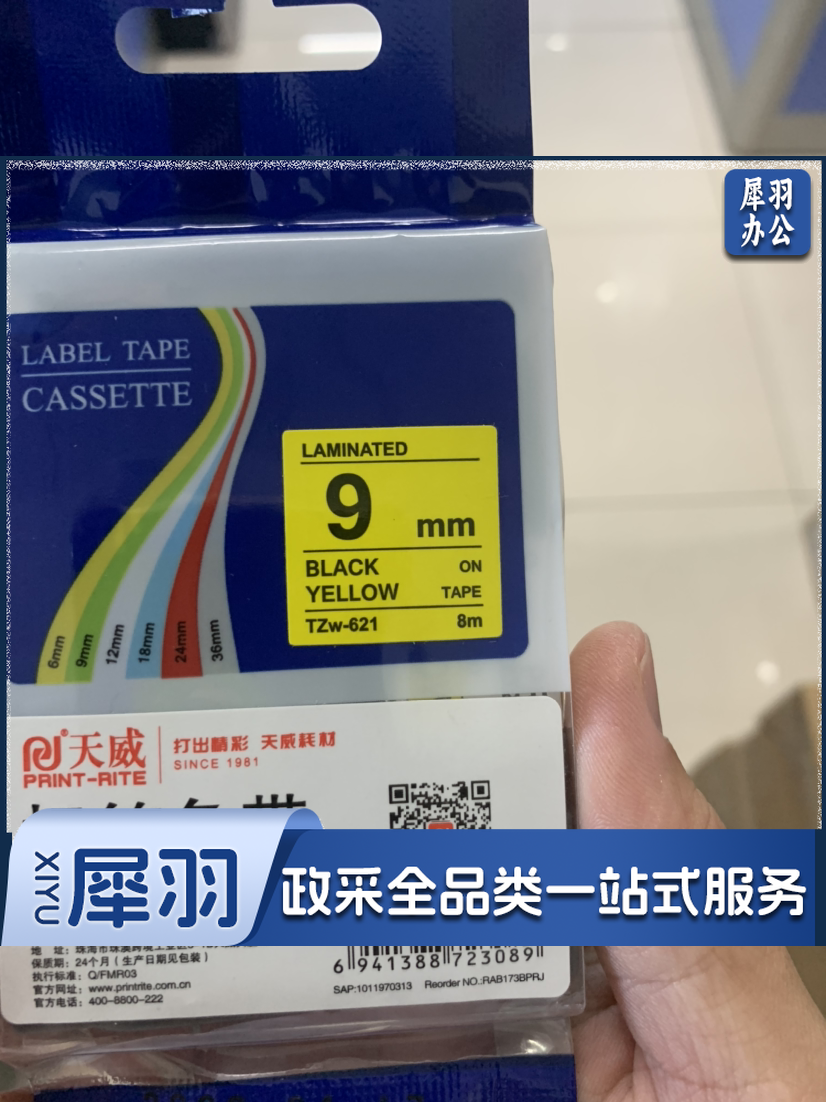 犀羽
办公
LABEL TAPE
CASSETTE
LAMINATED
9 mm
BLACK ON
YELLOW TAPE
TZw-621 8m
6mm
9mm
12mm
18mm
24mm
36mm
天威
PRINT-RITE
打出精彩 天威耗材
SINCE 1981
XIYU
犀羽
政采全品类一站式服务
保质期：24个月（生产日期见包装）
执行标准：Q/FMR03
官方网址：www.printrite.com.cn
官方电话：400-8800-222
6 941388 723089
SAP:1011970313 Reorder NO.:RAB173BPRJ